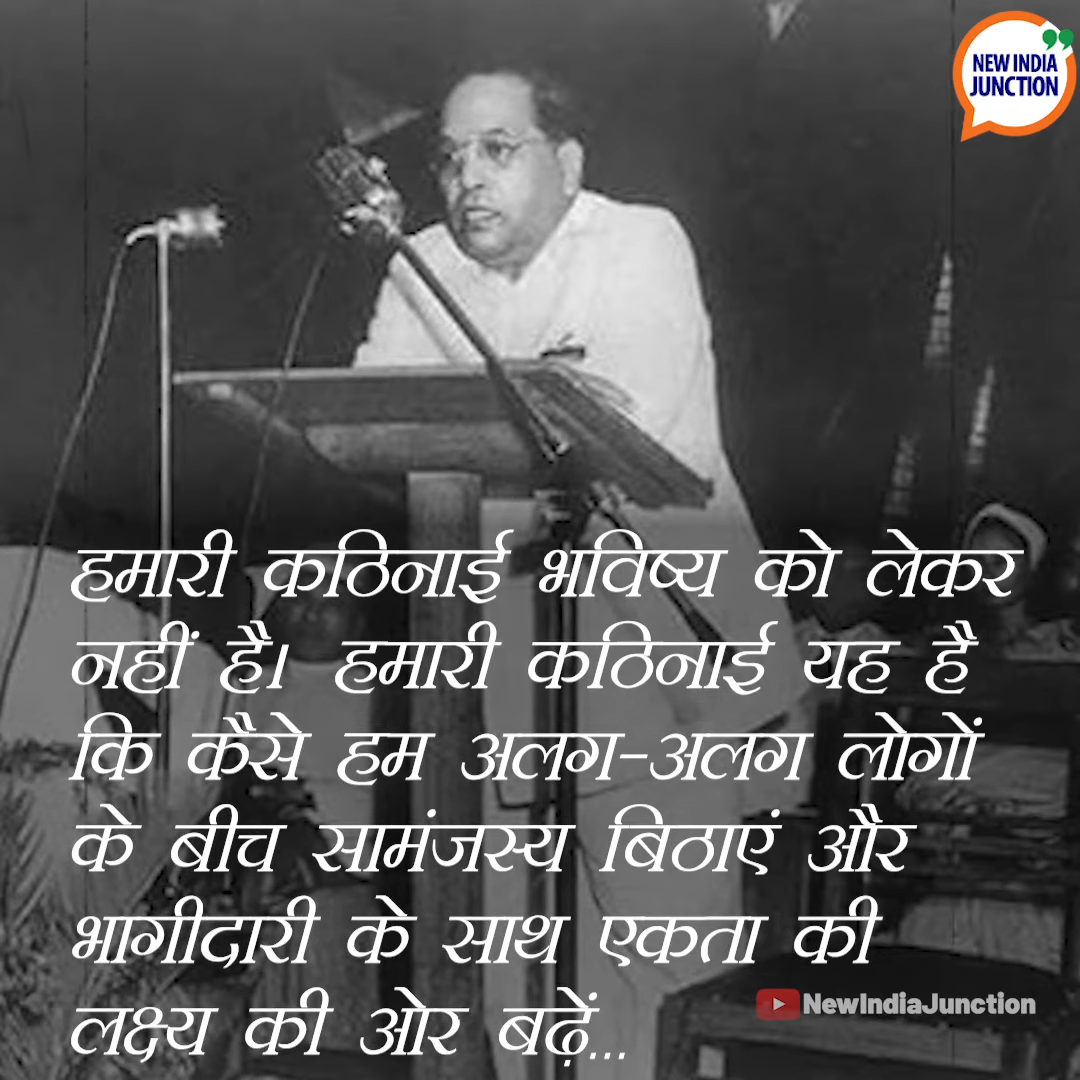 NEW INDIA
JUNCTION
हमारी कठिनाई भविष्य को लेकर
नहीं है। हमारी कठिनाई यह है
कि कैसे हम अलग-अलग लोगों
के बीच सामंजस्य बिठाएं और
भागीदारी के साथ एकता की
लक्ष्य की ओर बढ़ें...
NewIndiaJunction